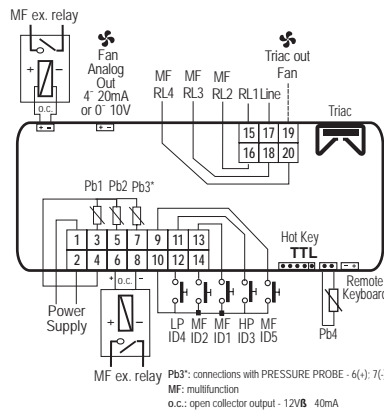 MF ex. relay
+
-
o.c.
+ -
Fan
Analog
Out
4÷20mA
or 0÷10V
+ -
MF
RL4
MF
RL3
MF
RL2
RL1
Line
Triac out
Fan
Triac
15 17 19
16 18 20
Pb1 Pb2 Pb3*
1 3 5 7 9 11 13
2 4 6 8 10 12 14
Hot Key
TTL
- +
Remote
Keyboard
Pb4
Power
Supply
+ o.c. -
+ -
MF ex. relay
LP
ID4
MF
ID2
MF
ID1
HP
ID3
MF
ID5
Pb3*: connections with PRESSURE PROBE - 6(+); 7(-)
MF: multifunction
o.c.: open collector output - 12Vß 40mA